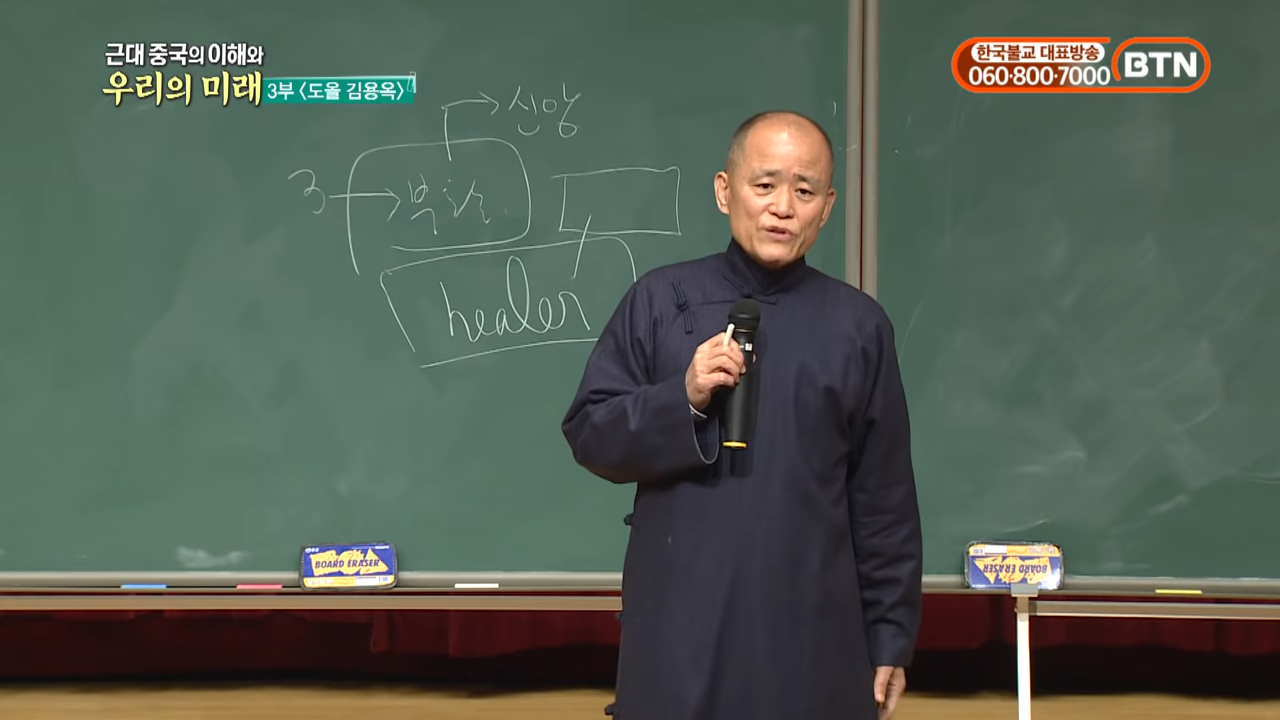 근대 중국의 이해와
우리의 미래 3부 <도올 김용옥>
한국불교 대표방송
060·800·7000 BTN
신앙
3 부활
healer
BOARD ERASER
BOARD ERASER